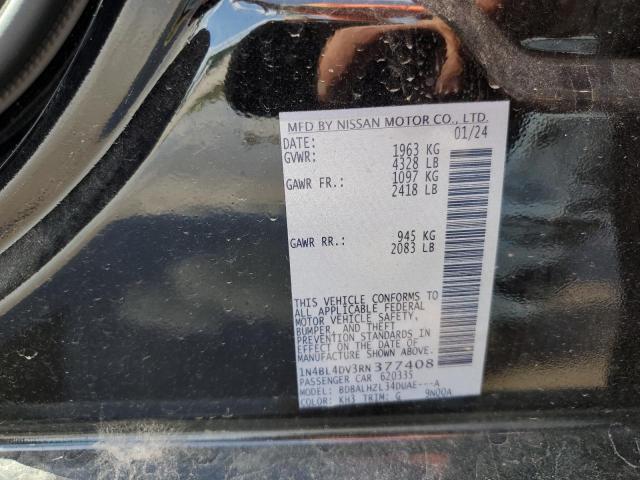 MFD BY NISSAN MOTOR CO., LTD.
DATE: 01/24
GVWR: 1963 KG
4328 LB
GAWR FR.: 1097 KG
2418 LB
GAWR RR.: 945 KG
2083 LB
THIS VEHICLE CONFORMS TO
ALL APPLICABLE FEDERAL
MOTOR VEHICLE SAFETY,
BUMPER, AND THEFT
PREVENTION STANDARDS IN
EFFECT ON THE DATE OF
MANUFACTURE SHOWN ABOVE.
1N4BL4DV3RN377408
PASSENGER CAR 620335
MODEL: BDBALHZL34DUAE---A
COLOR: KH3 TRIM: G 9N00A